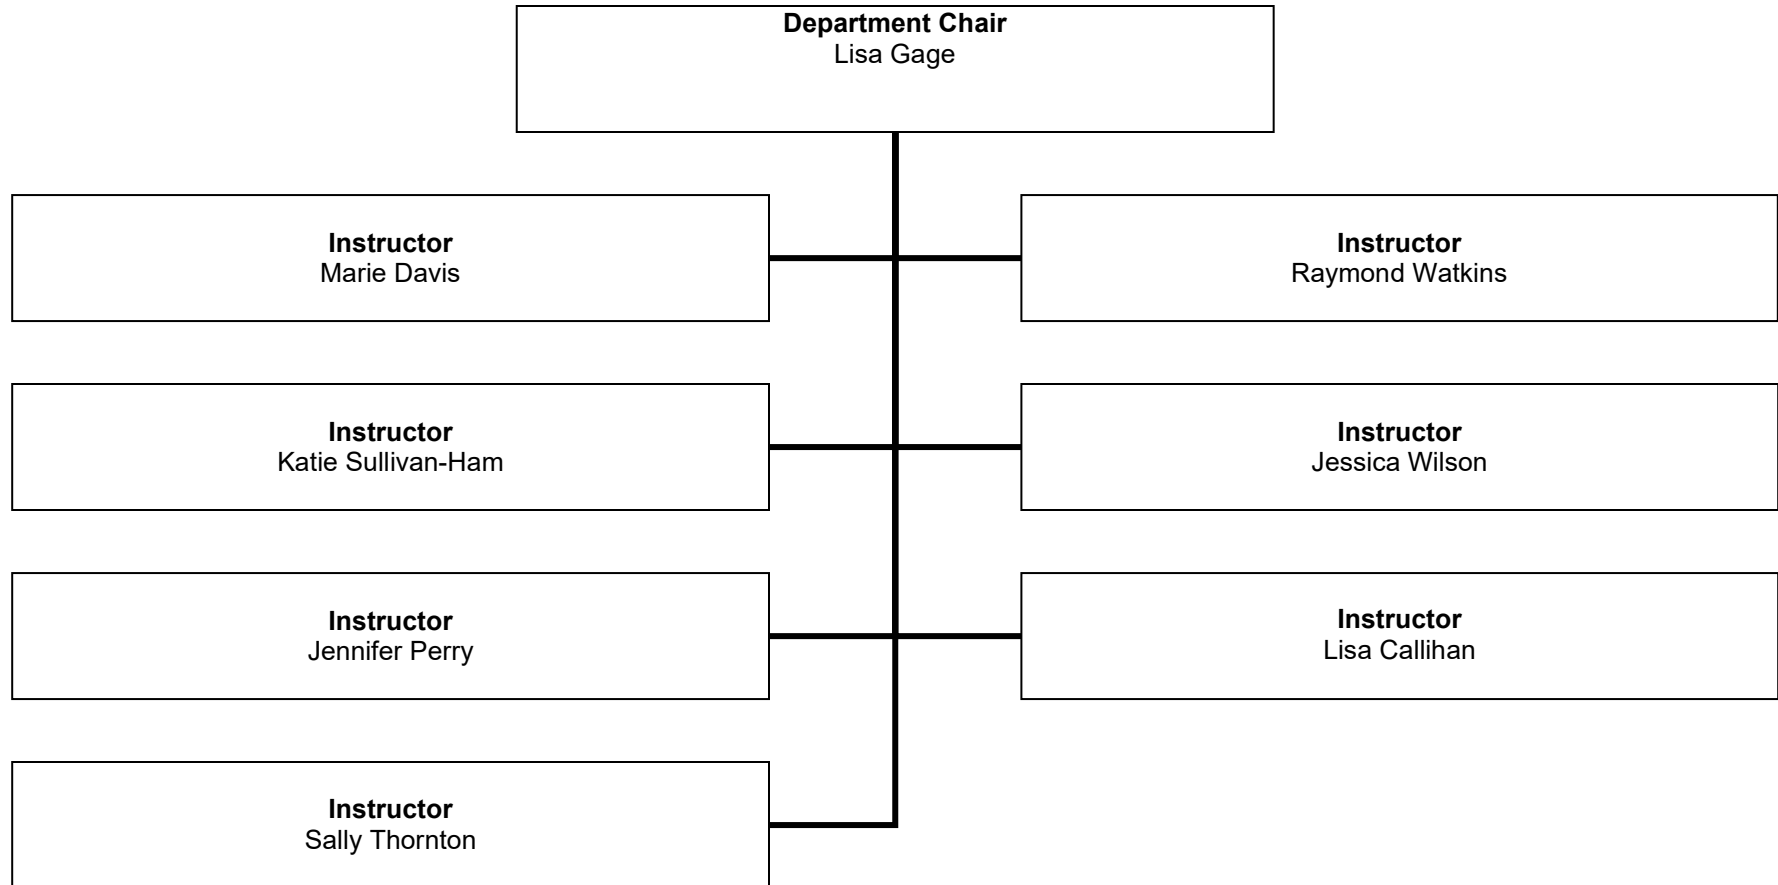 Department Chair
Lisa Gage
Instructor
Marie Davis
Instructor
Raymond Watkins
Instructor
Katie Sullivan-Ham
Instructor
Jessica Wilson
Instructor
Jennifer Perry
Instructor
Lisa Callihan
Instructor
Sally Thornton